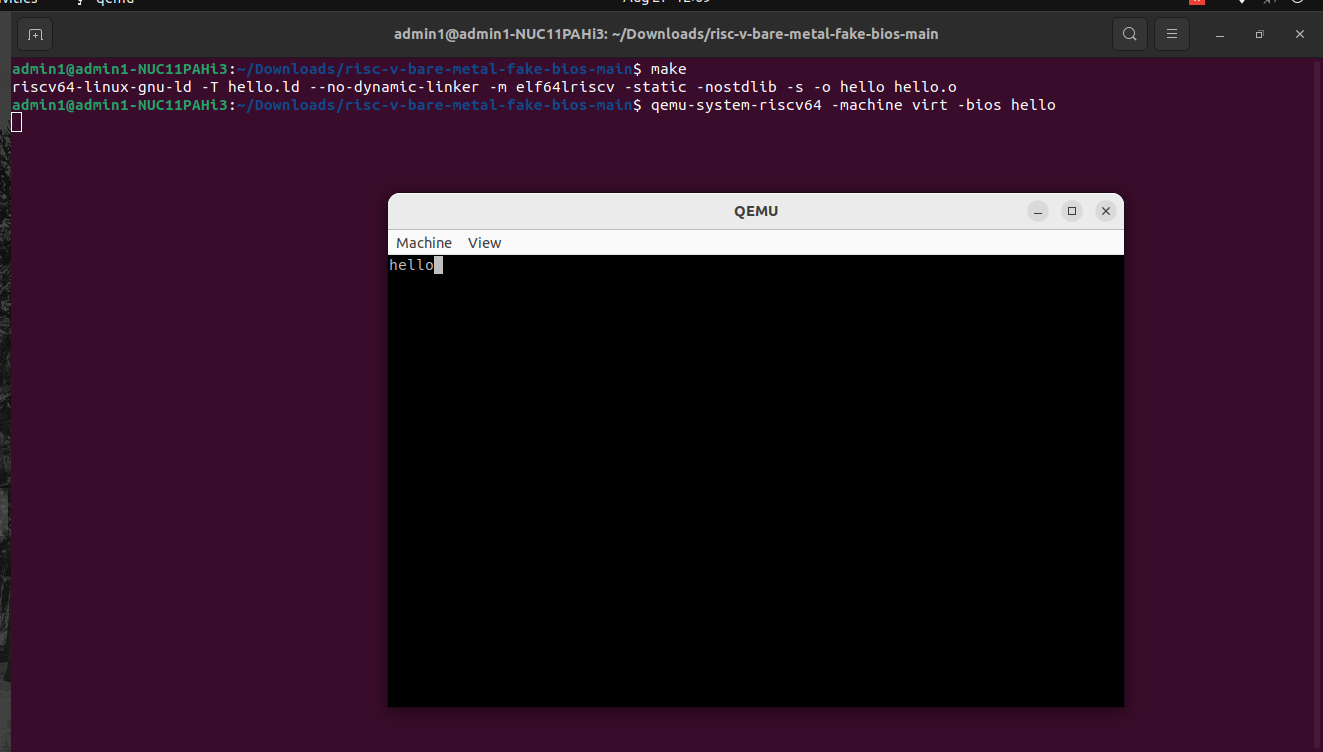 qemu
admin1@admin1-NUC11PAHi3: ~/Downloads/risc-v-bare-metal-fake-bios-main
admin1@admin1-NUC11PAHi3:~/Downloads/risc-v-bare-metal-fake-bios-main$ make
riscv64-linux-gnu-ld -T hello.ld --no-dynamic-linker -m elf64lriscv -static -nostdlib -s -o hello hello.o
admin1@admin1-NUC11PAHi3:~/Downloads/risc-v-bare-metal-fake-bios-main$ qemu-system-riscv64 -machine virt -bios hello
QEMU
Machine View
hello